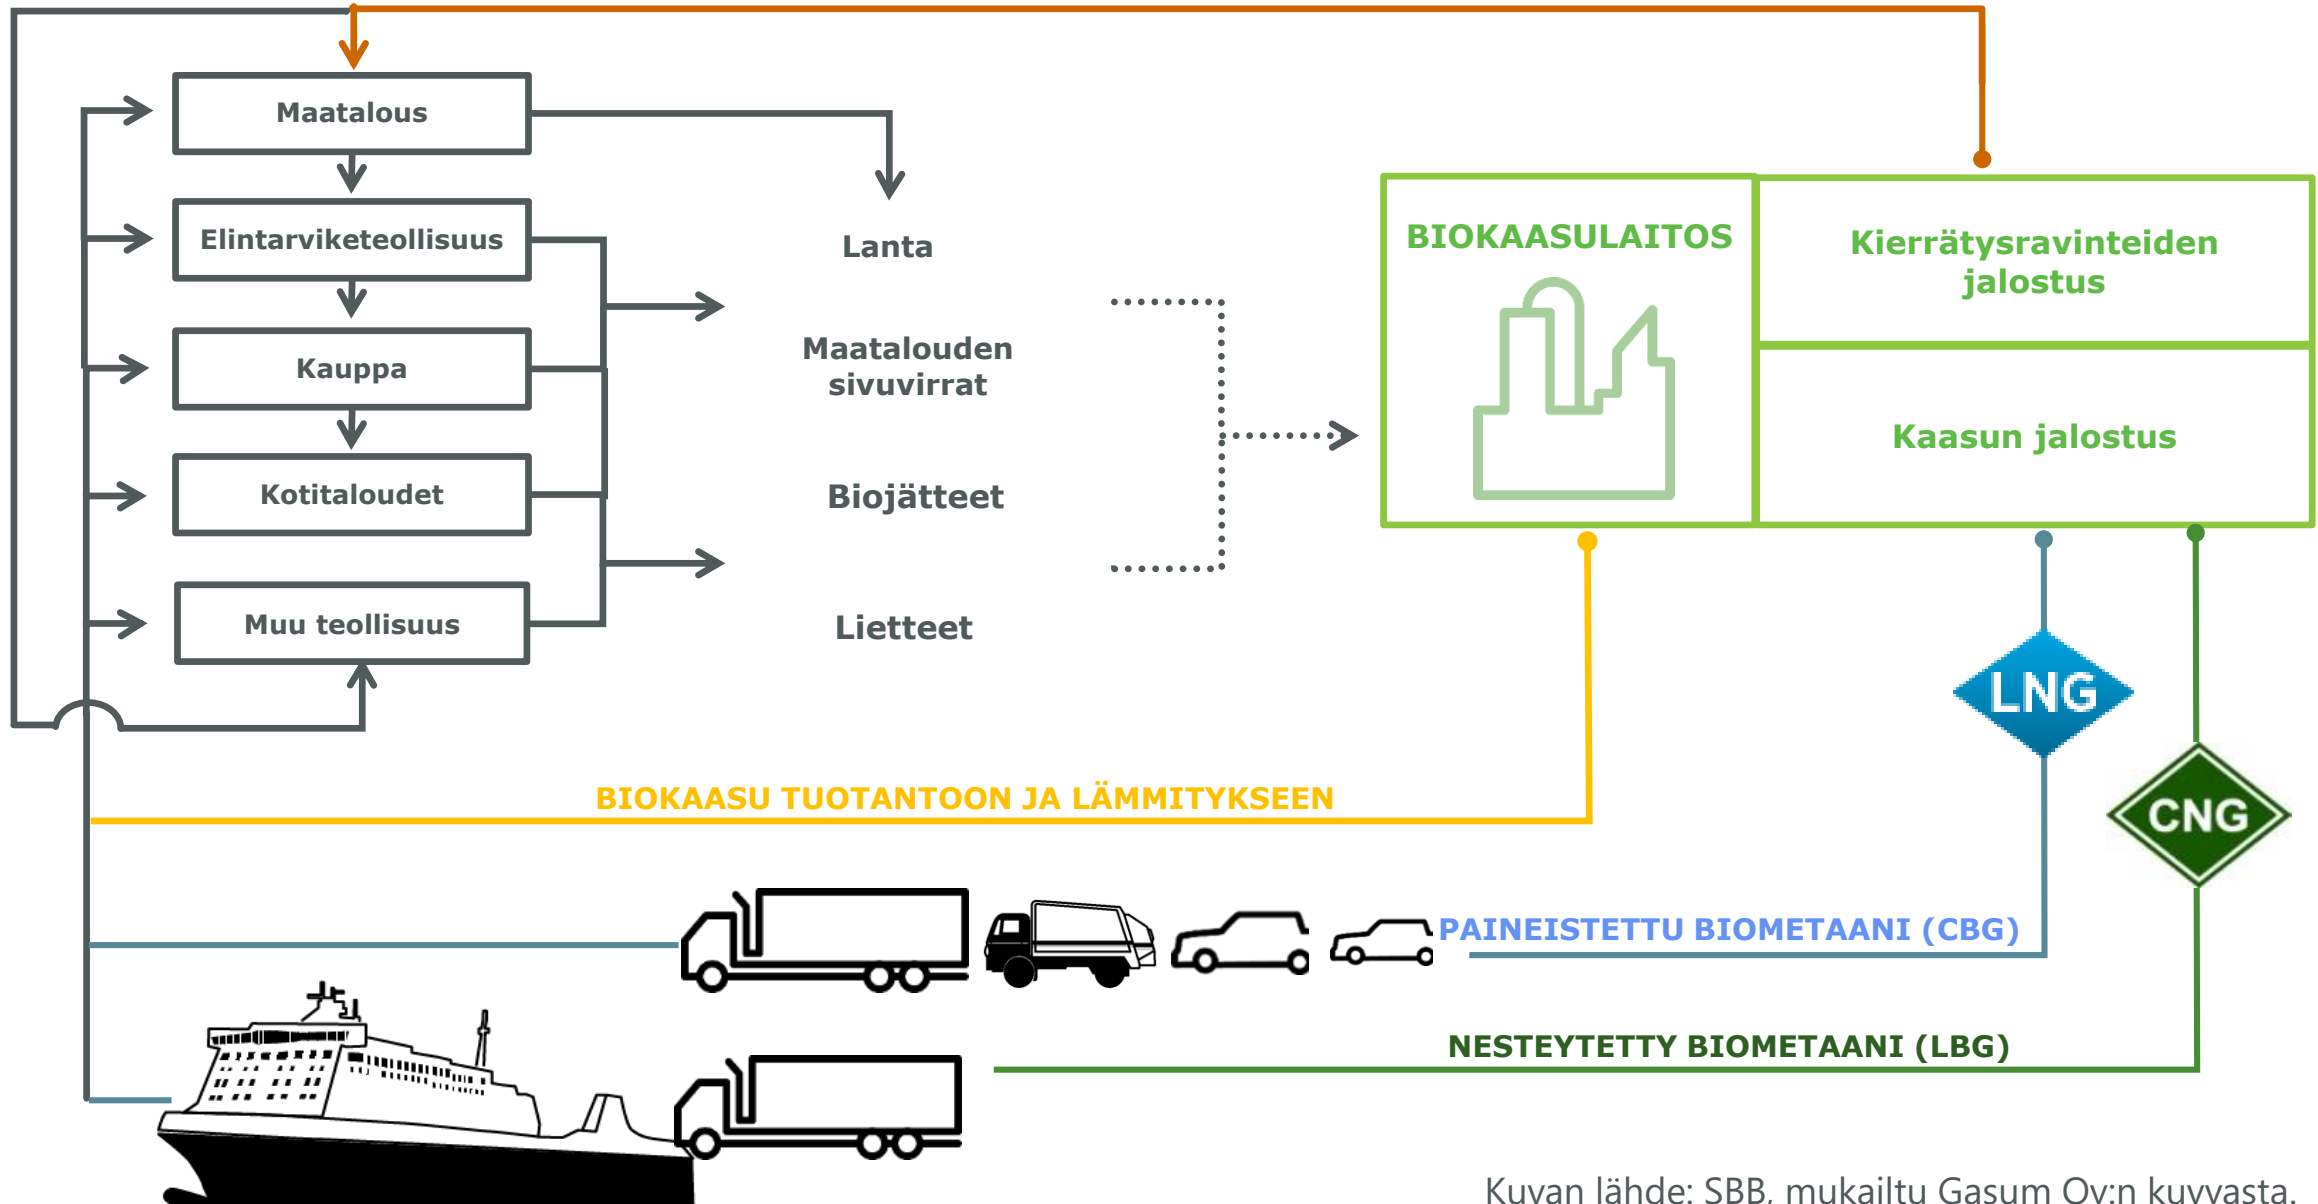 Maatalous
Elintarviketeollisuus
Kauppa
Kotitaloudet
Muu teollisuus
Lanta
Maatalouden
sivuvirrat
Biojätteet
Lietteet
BIOKAASULAITOS
Kierrätysravinteiden
jalostus
Kaasun jalostus
LNG
CNG
BIOKAASU TUOTANTOON JA LÄMMITYKSEEN
PAINEISTETTU BIOMETAANI (CBG)
NESTEYTETTY BIOMETAANI (LBG)
Kuvan lähde: SBB, mukailtu Gasum Oy:n kuvvasta.